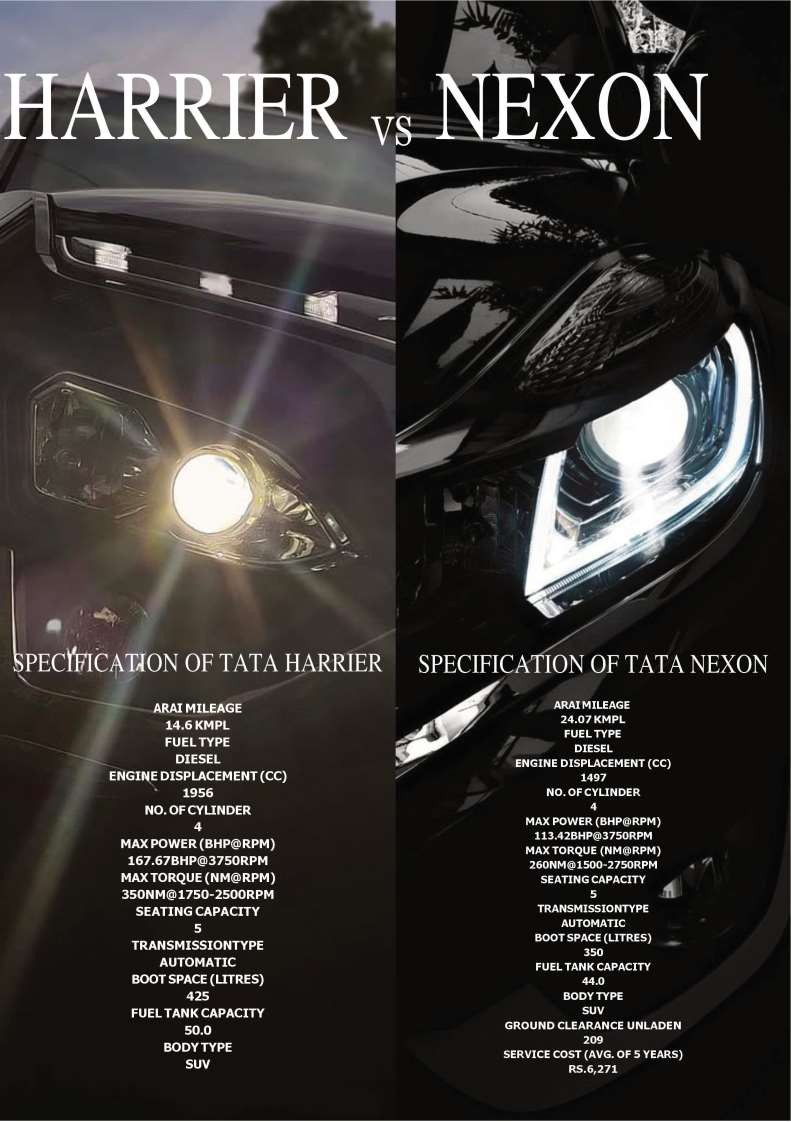 HARRIER vs NEXON
SPECIFICATION OF TATA HARRIER
ARAI MILEAGE
14.6 KMPL
FUEL TYPE
DIESEL
ENGINE DISPLACEMENT (CC)
1956
NO. OF CYLINDER
4
MAX POWER (BHP@RPM)
167.67BHP@3750RPM
MAX TORQUE (NM@RPM)
350NM@1750-2500RPM
SEATING CAPACITY
5
TRANSMISSIONTYPE
AUTOMATIC
BOOT SPACE (LITRES)
425
FUEL TANK CAPACITY
50.0
BODY TYPE
SUV
SPECIFICATION OF TATA NEXON
ARAI MILEAGE
24.07 KMPL
FUEL TYPE
DIESEL
ENGINE DISPLACEMENT (CC)
1497
NO. OF CYLINDER
4
MAX POWER (BHP@RPM)
113.42BHP@3750RPM
MAX TORQUE (NM@RPM)
260NM@1500-2750RPM
SEATING CAPACITY
5
TRANSMISSIONTYPE
AUTOMATIC
BOOT SPACE (LITRES)
350
FUEL TANK CAPACITY
44.0
BODY TYPE
SUV
GROUND CLEARANCE UNLADEN
209
SERVICE COST (AVG. OF 5 YEARS)
RS.6,271